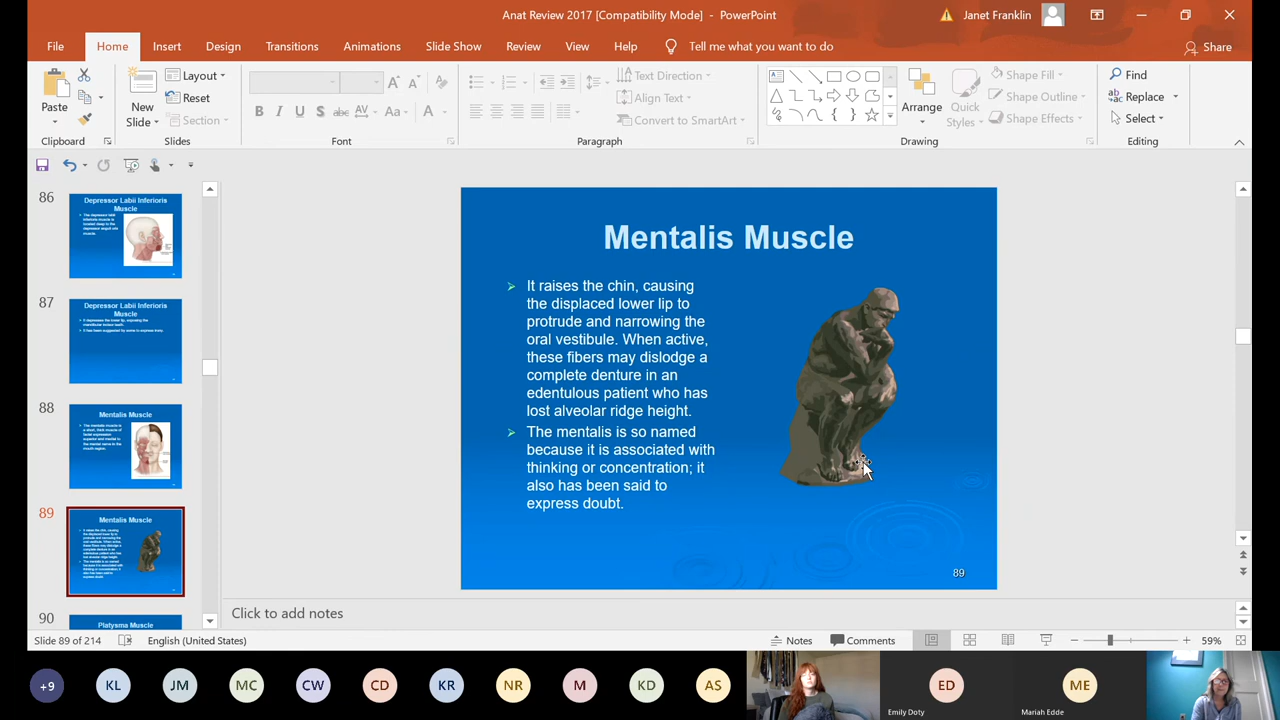 Anat Review 2017 [Compatibility Mode] - PowerPoint
Janet Franklin
File Home Insert Design Transitions Animations Slide Show Review View Help Tell me what you want to do
Share
Paste
New
Slide
Layout
Reset
Section
Text Direction
Align Text
Convert to SmartArt
Arrange
Quick
Styles
Shape Fill
Shape Outline
Shape Effects
Find
Replace
Select
Clipboard Slides Font Paragraph Drawing Editing
86
Depressor Labii Inferioris
Muscle
87
Depressor Labii Inferioris
Muscle
88
Mentalis Muscle
89
Mentalis Muscle
90
Platysma Muscle
Mentalis Muscle
It raises the chin, causing
the displaced lower lip to
protrude and narrowing the
oral vestibule. When active,
these fibers may dislodge a
complete denture in an
edentulous patient who has
lost alveolar ridge height.
The mentalis is so named
because it is associated with
thinking or concentration; it
also has been said to
express doubt.
89
Click to add notes
Slide 89 of 214 English (United States) Notes Comments 59%
+9 KL JM MC CW CD KR NR M KD AS ED ME
Emily Doty Mariah Edde